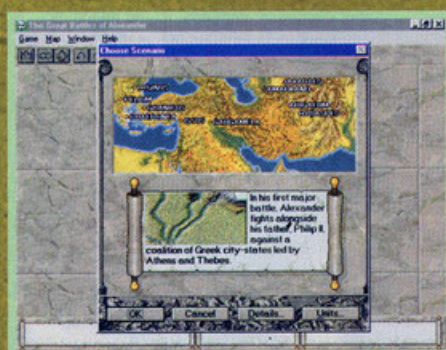 The Great Battles of Alexander
Game Map Window Help
Choose Scenario
In his first major
battle, Alexander
fights alongside
his father, Philip II,
against a
coalition of Greek city-states led by
Athens and Thebes.
OK Cancel Details... Units...